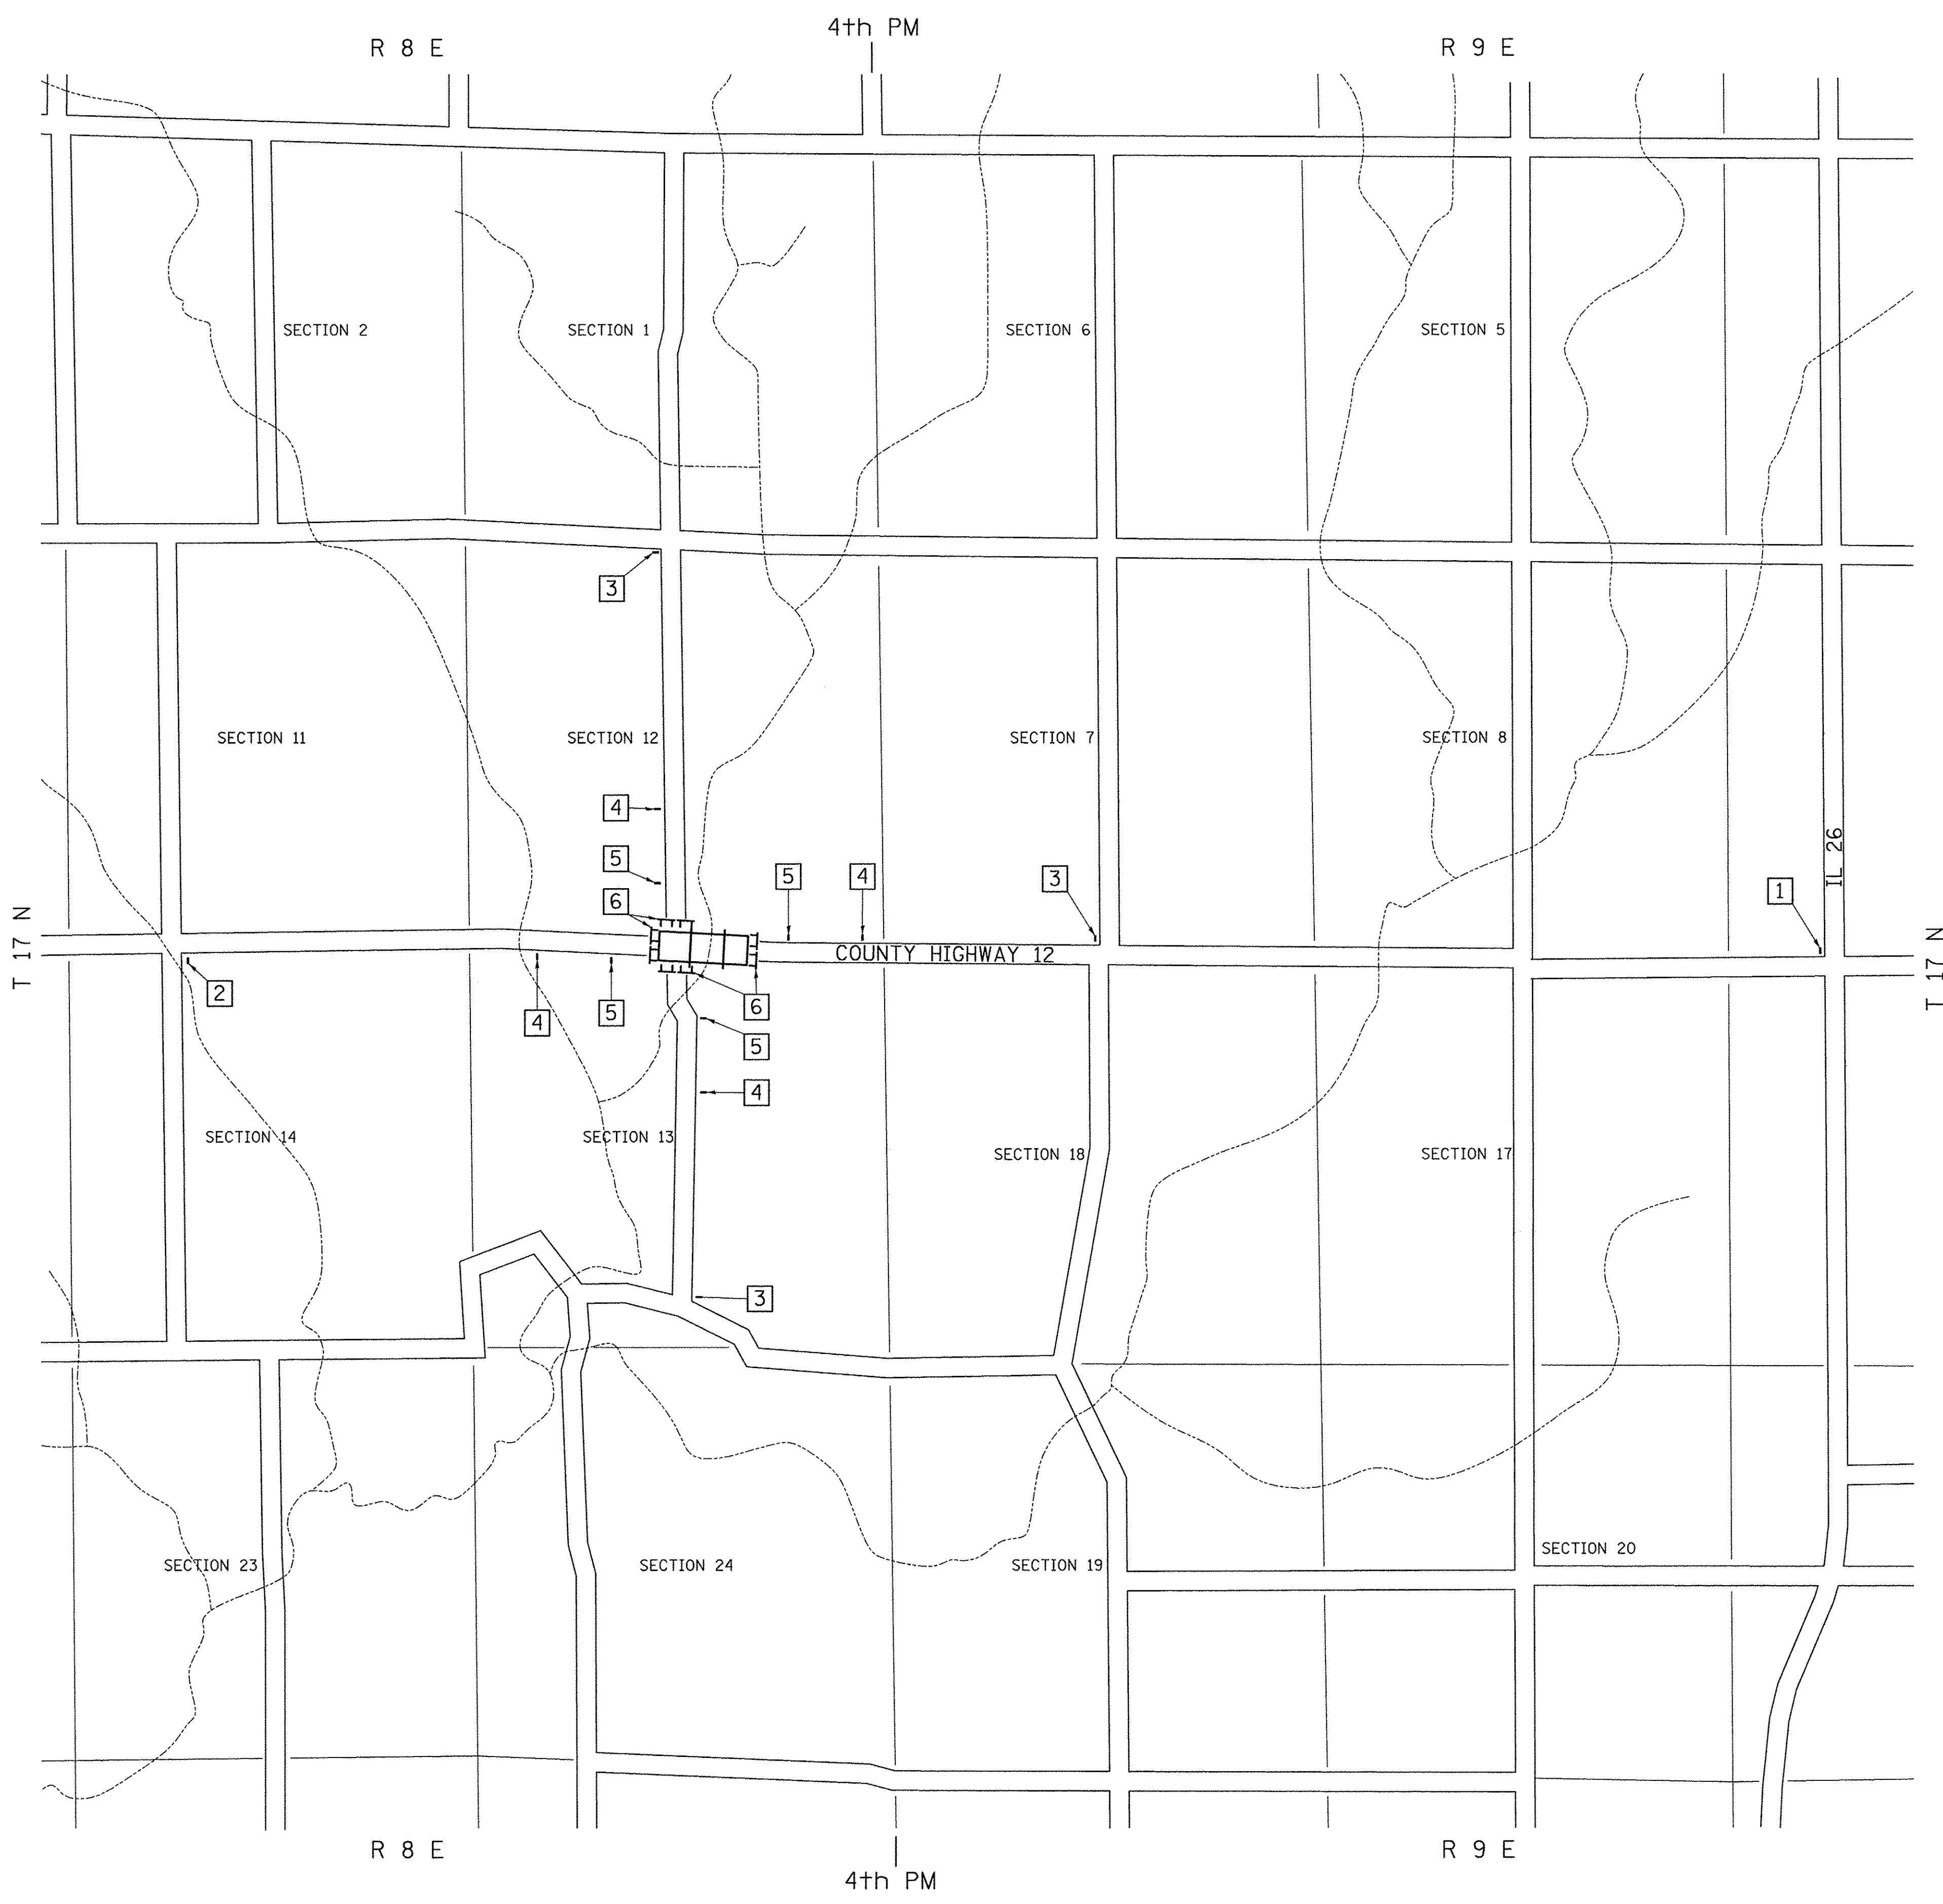 4th PM
R 8 E
R 9 E
SECTION 2
SECTION 1
SECTION 6
SECTION 5
3
SECTION 11
SECTION 12
SECTION 7
SECTION 8
4
5
6
5
4
3
1
IL 26
T 17 N
COUNTY HIGHWAY 12
T 17 N
2
4
5
6
5
4
SECTION 14
SECTION 13
SECTION 18
SECTION 17
3
SECTION 23
SECTION 24
SECTION 19
SECTION 20
R 8 E
R 9 E
4th PM